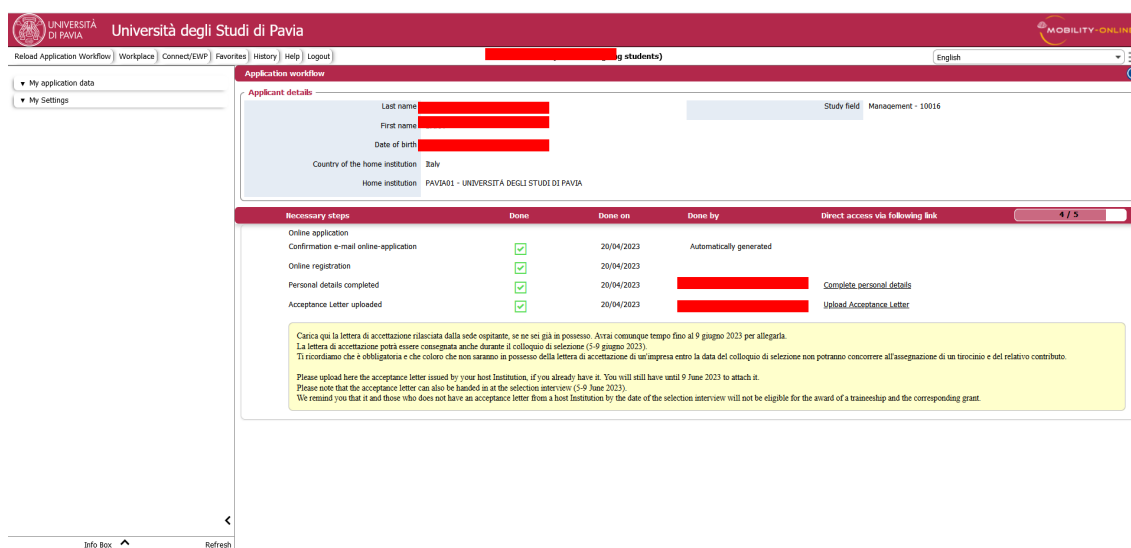 UNIVERSITÀ
DI PAVIA
Università degli Studi di Pavia
MOBILITY-ONLINE
Reload Application Workflow Workplace Connect/EWP Favorites History Help Logout
students)
English
▾ My application data
▾ My Settings
Application workflow
Applicant details
Last name
Study field Management - 10016
First name
Date of birth
Country of the home institution Italy
Home institution PAVIA01 - UNIVERSITÀ DEGLI STUDI DI PAVIA
Necessary steps Done Done on Done by Direct access via following link 4 / 5
Online application
Confirmation e-mail online-application 20/04/2023 Automatically generated
Online registration 20/04/2023
Personal details completed 20/04/2023 Complete personal details
Acceptance Letter uploaded 20/04/2023 Upload Acceptance Letter
Carica qui la lettera di accettazione rilasciata dalla sede ospitante, se ne sei già in possesso. Avrai comunque tempo fino al 9 giugno 2023 per allegarla.
La lettera di accettazione potrà essere consegnata anche durante il colloquio di selezione (5-9 giugno 2023).
Ti ricordiamo che è obbligatoria e che coloro che non saranno in possesso della lettera di accettazione di un'impresa entro la data del colloquio di selezione non potranno concorrere all'assegnazione di un tirocinio e del relativo contributo.
Please upload here the acceptance letter issued by your host Institution, if you already have it. You will still have until 9 June 2023 to attach it.
Please note that the acceptance letter can also be handed in at the selection interview (5-9 June 2023).
We remind you that it and those who does not have an acceptance letter from a host Institution by the date of the selection interview will not be eligible for the award of a traineeship and the corresponding grant.
Info Box Refresh